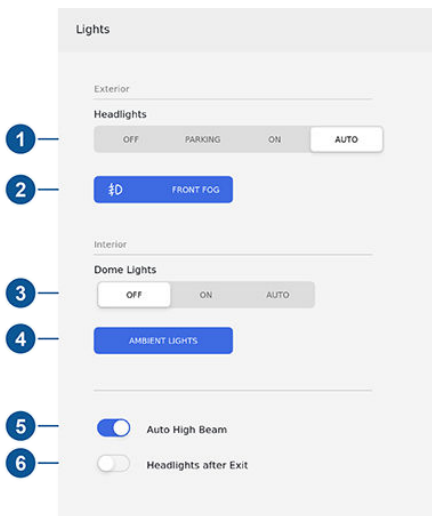 Lights
Exterior
Headlights
1 OFF PARKING ON AUTO
2 FRONT FOG
Interior
Dome Lights
3 OFF ON AUTO
4 AMBIENT LIGHTS
5 Auto High Beam
6 Headlights after Exit